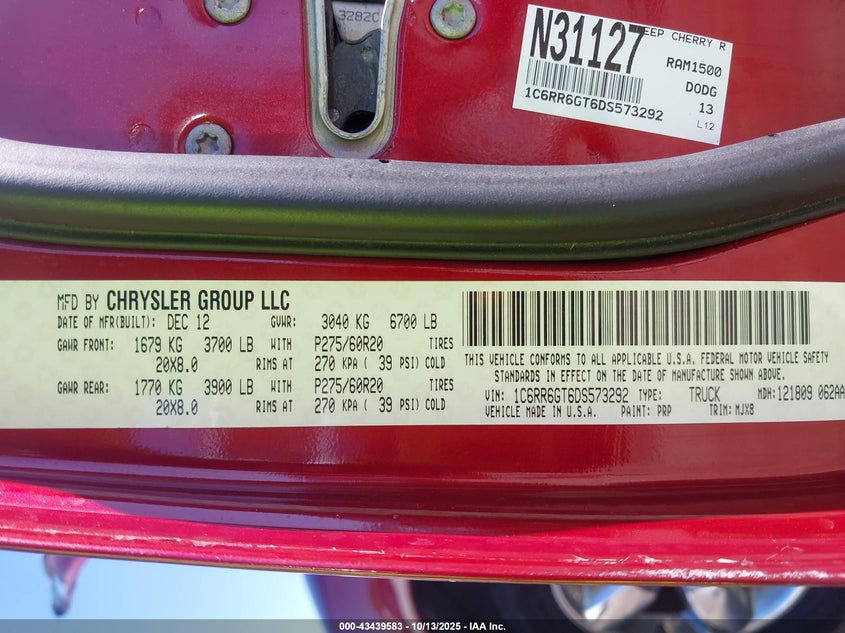 3282C
N31127
EEP CHERRY R
RAM1500
DODG
1C6RR6GT6DS573292
13
L12
MFD BY CHRYSLER GROUP LLC
DATE OF MFR(BUILT): DEC 12 GVWR: 3040 KG 6700 LB
GAWR FRONT: 1679 KG 3700 LB WITH P275/60R20 TIRES
20X8.0 RIMS AT 270 KPA ( 39 PSI) COLD
GAWR REAR: 1770 KG 3900 LB WITH P275/60R20 TIRES
20X8.0 RIMS AT 270 KPA ( 39 PSI) COLD
THIS VEHICLE CONFORMS TO ALL APPLICABLE U.S.A. FEDERAL MOTOR VEHICLE SAFETY
STANDARDS IN EFFECT ON THE DATE OF MANUFACTURE SHOWN ABOVE.
VIN: 1C6RR6GT6DS573292 TYPE: TRUCK MDH: 121809 062AA
VEHICLE MADE IN U.S.A. PAINT: PRP TRIM: MJX8
000-43439583 - 10/13/2025 - IAA Inc.